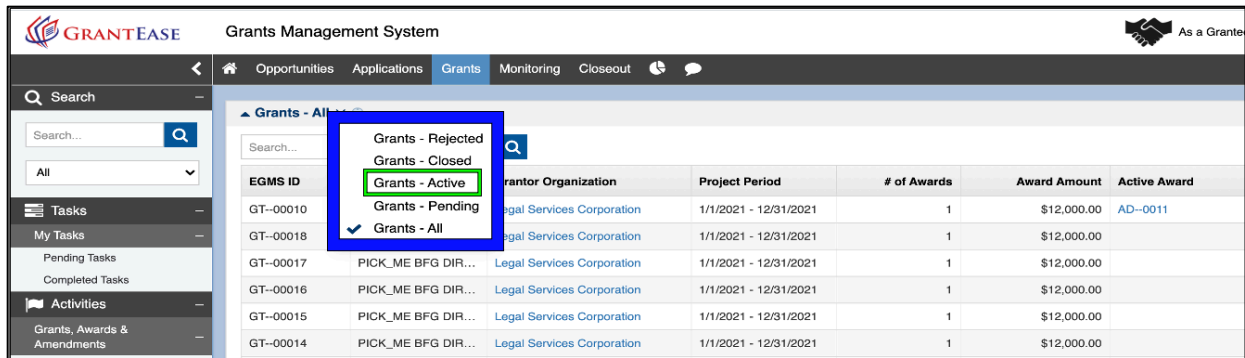 GRANTEASE Grants Management System As a Grante
Opportunities Applications Grants Monitoring Closeout
Search
Search...
All
Tasks
My Tasks
Pending Tasks
Completed Tasks
Activities
Grants, Awards &
Amendments
Grants - All
Search...
Grants - Rejected
Grants - Closed
Grants - Active
Grants - Pending
Grants - All
EGMS ID rantor Organization Project Period # of Awards Award Amount Active Award
GT--00010 egal Services Corporation 1/1/2021 - 12/31/2021 1 $12,000.00 AD--0011
GT--00018 egal Services Corporation 1/1/2021 - 12/31/2021 1 $12,000.00
GT--00017 PICK_ME BFG DIR... Legal Services Corporation 1/1/2021 - 12/31/2021 1 $12,000.00
GT--00016 PICK_ME BFG DIR... Legal Services Corporation 1/1/2021 - 12/31/2021 1 $12,000.00
GT--00015 PICK_ME BFG DIR... Legal Services Corporation 1/1/2021 - 12/31/2021 1 $12,000.00
GT--00014 PICK_ME BFG DIR... Legal Services Corporation 1/1/2021 - 12/31/2021 1 $12,000.00